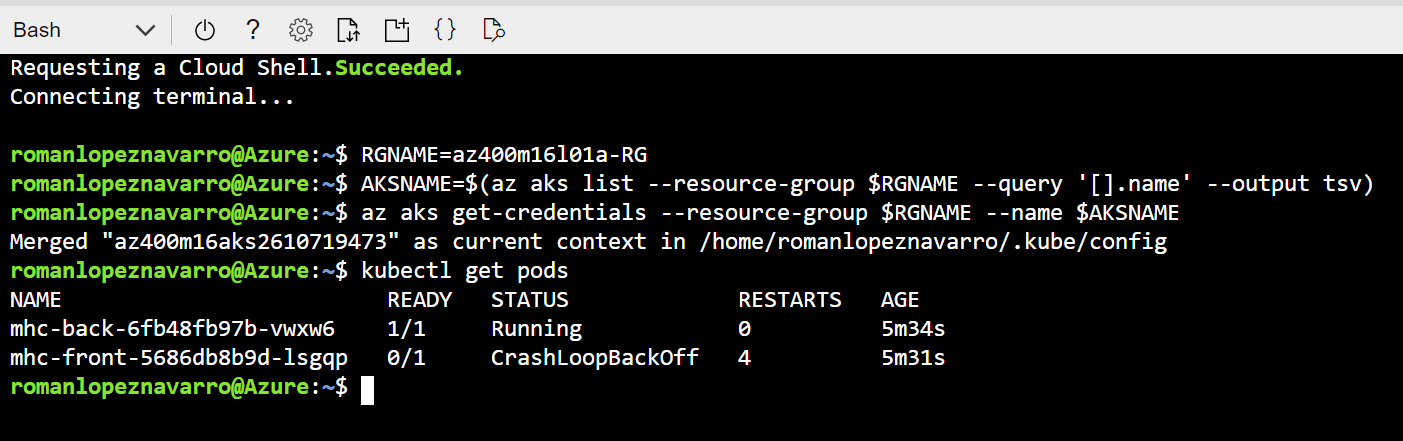 Bash
Requesting a Cloud Shell.Succeeded.
Connecting terminal...
romanlopeznavarro@Azure:~$ RGNAME=az400m16l01a-RG
romanlopeznavarro@Azure:~$ AKSNAME=$(az aks list --resource-group $RGNAME --query '[].name' --output tsv)
romanlopeznavarro@Azure:~$ az aks get-credentials --resource-group $RGNAME --name $AKSNAME
Merged "az400m16aks2610719473" as current context in /home/romanlopeznavarro/.kube/config
romanlopeznavarro@Azure:~$ kubectl get pods
NAME READY STATUS RESTARTS AGE
mhc-back-6fb48fb97b-vwxw6 1/1 Running 0 5m34s
mhc-front-5686db8b9d-lsgqp 0/1 CrashLoopBackOff 4 5m31s
romanlopeznavarro@Azure:~$